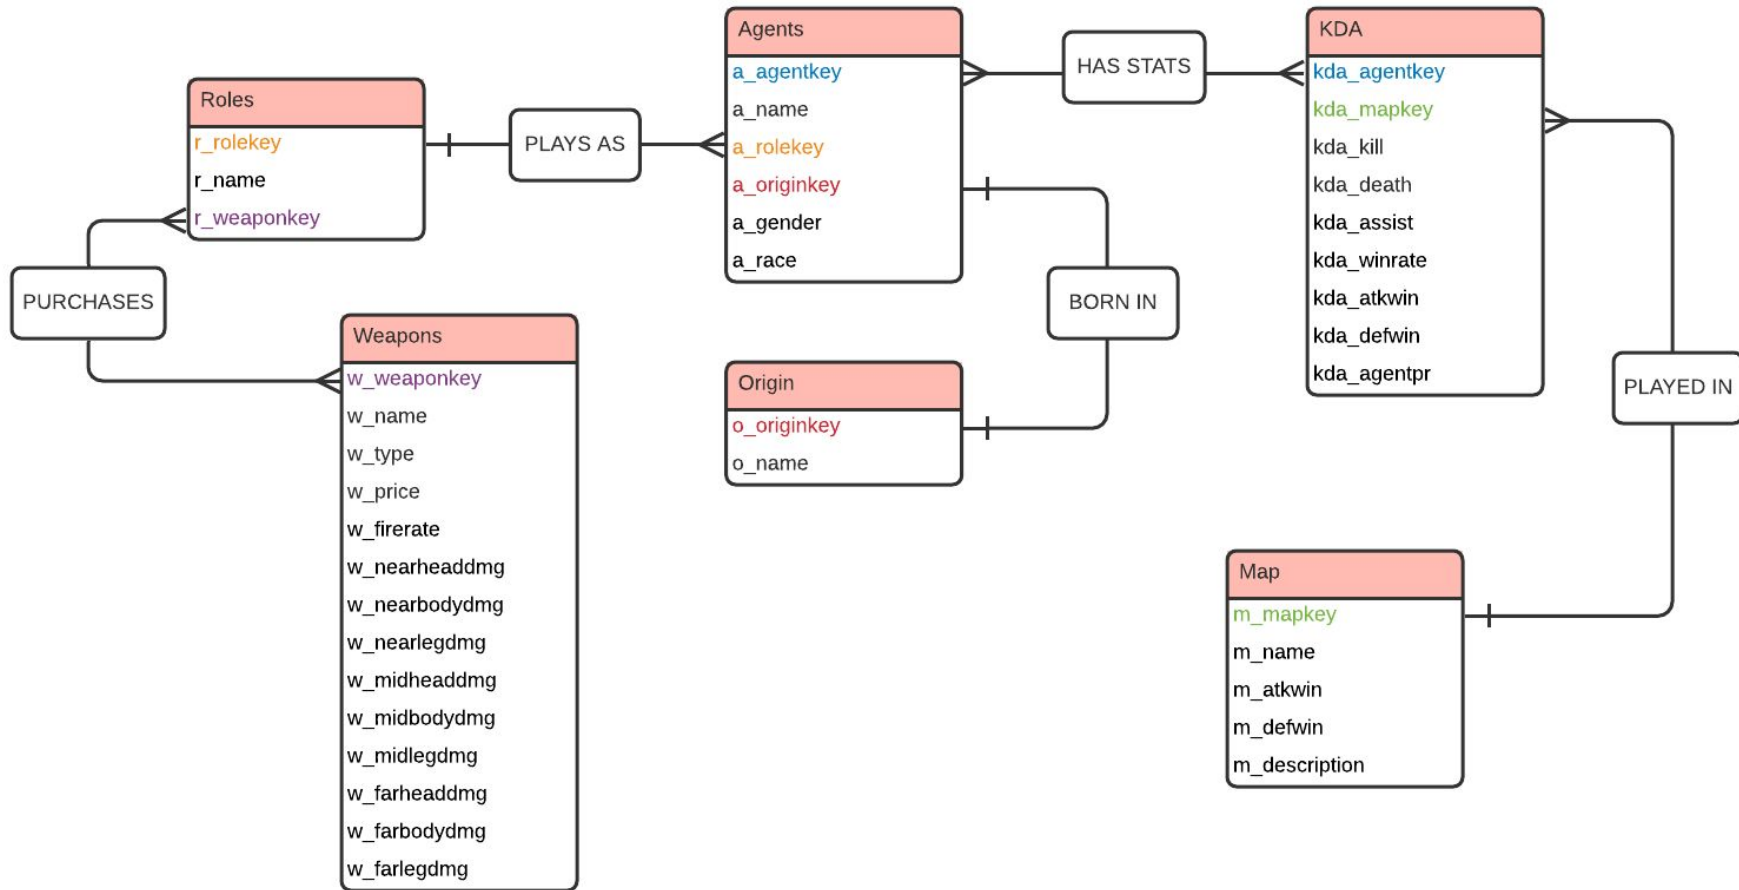 Roles
r_rolekey
r_name
r_weaponkey
PLAYS AS
Agents
a_agentkey
a_name
a_rolekey
a_originkey
a_gender
a_race
HAS STATS
KDA
kda_agentkey
kda_mapkey
kda_kill
kda_death
kda_assist
kda_winrate
kda_atkwin
kda_defwin
kda_agentpr
PURCHASES
Weapons
w_weaponkey
w_name
w_type
w_price
w_firerate
w_nearheaddmg
w_nearbodydmg
w_nearlegdmg
w_midheaddmg
w_midbodydmg
w_midlegdmg
w_farheaddmg
w_farbodydmg
w_farlegdmg
BORN IN
Origin
o_originkey
o_name
PLAYED IN
Map
m_mapkey
m_name
m_atkwin
m_defwin
m_description